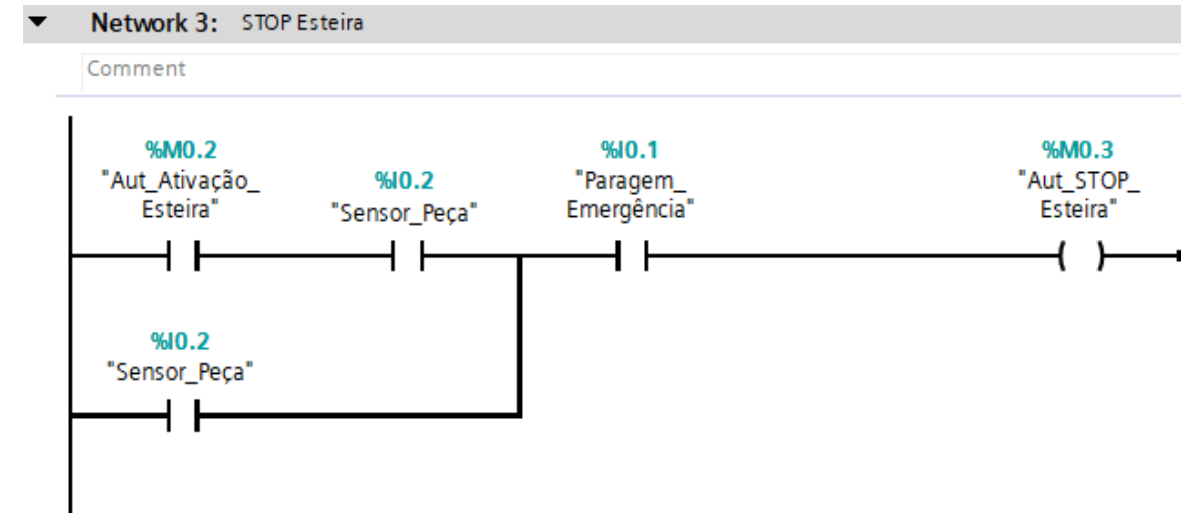 Network 3: STOP Esteira
Comment
%M0.2
"Aut_Ativação_
Esteira"
%I0.2
"Sensor_Peça"
%I0.1
"Paragem_
Emergência"
%M0.3
"Aut_STOP_
Esteira"
%I0.2
"Sensor_Peça"